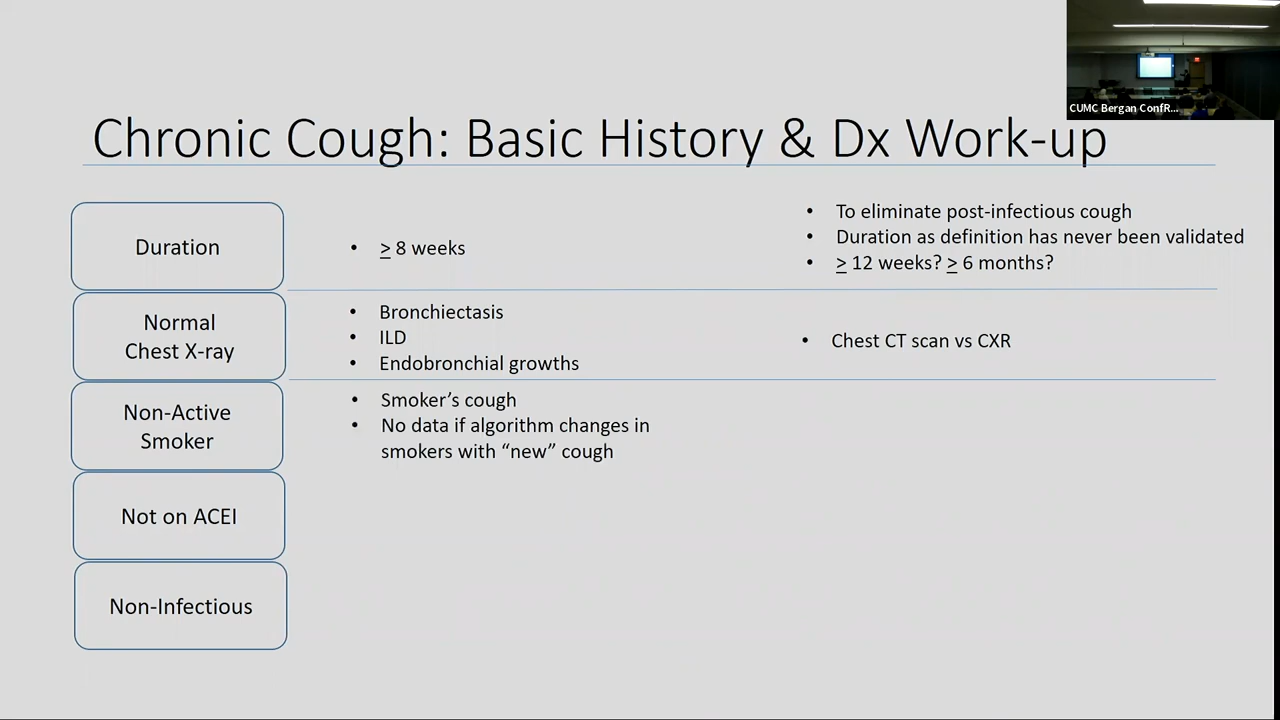 CUMC Bergan ConfR...
Chronic Cough: Basic History & Dx Work-up
Duration
• ≥ 8 weeks
• To eliminate post-infectious cough
• Duration as definition has never been validated
• ≥ 12 weeks? ≥ 6 months?
Normal
Chest X-ray
• Bronchiectasis
• ILD
• Endobronchial growths
• Chest CT scan vs CXR
Non-Active
Smoker
• Smoker’s cough
• No data if algorithm changes in
smokers with “new” cough
Not on ACEI
Non-Infectious